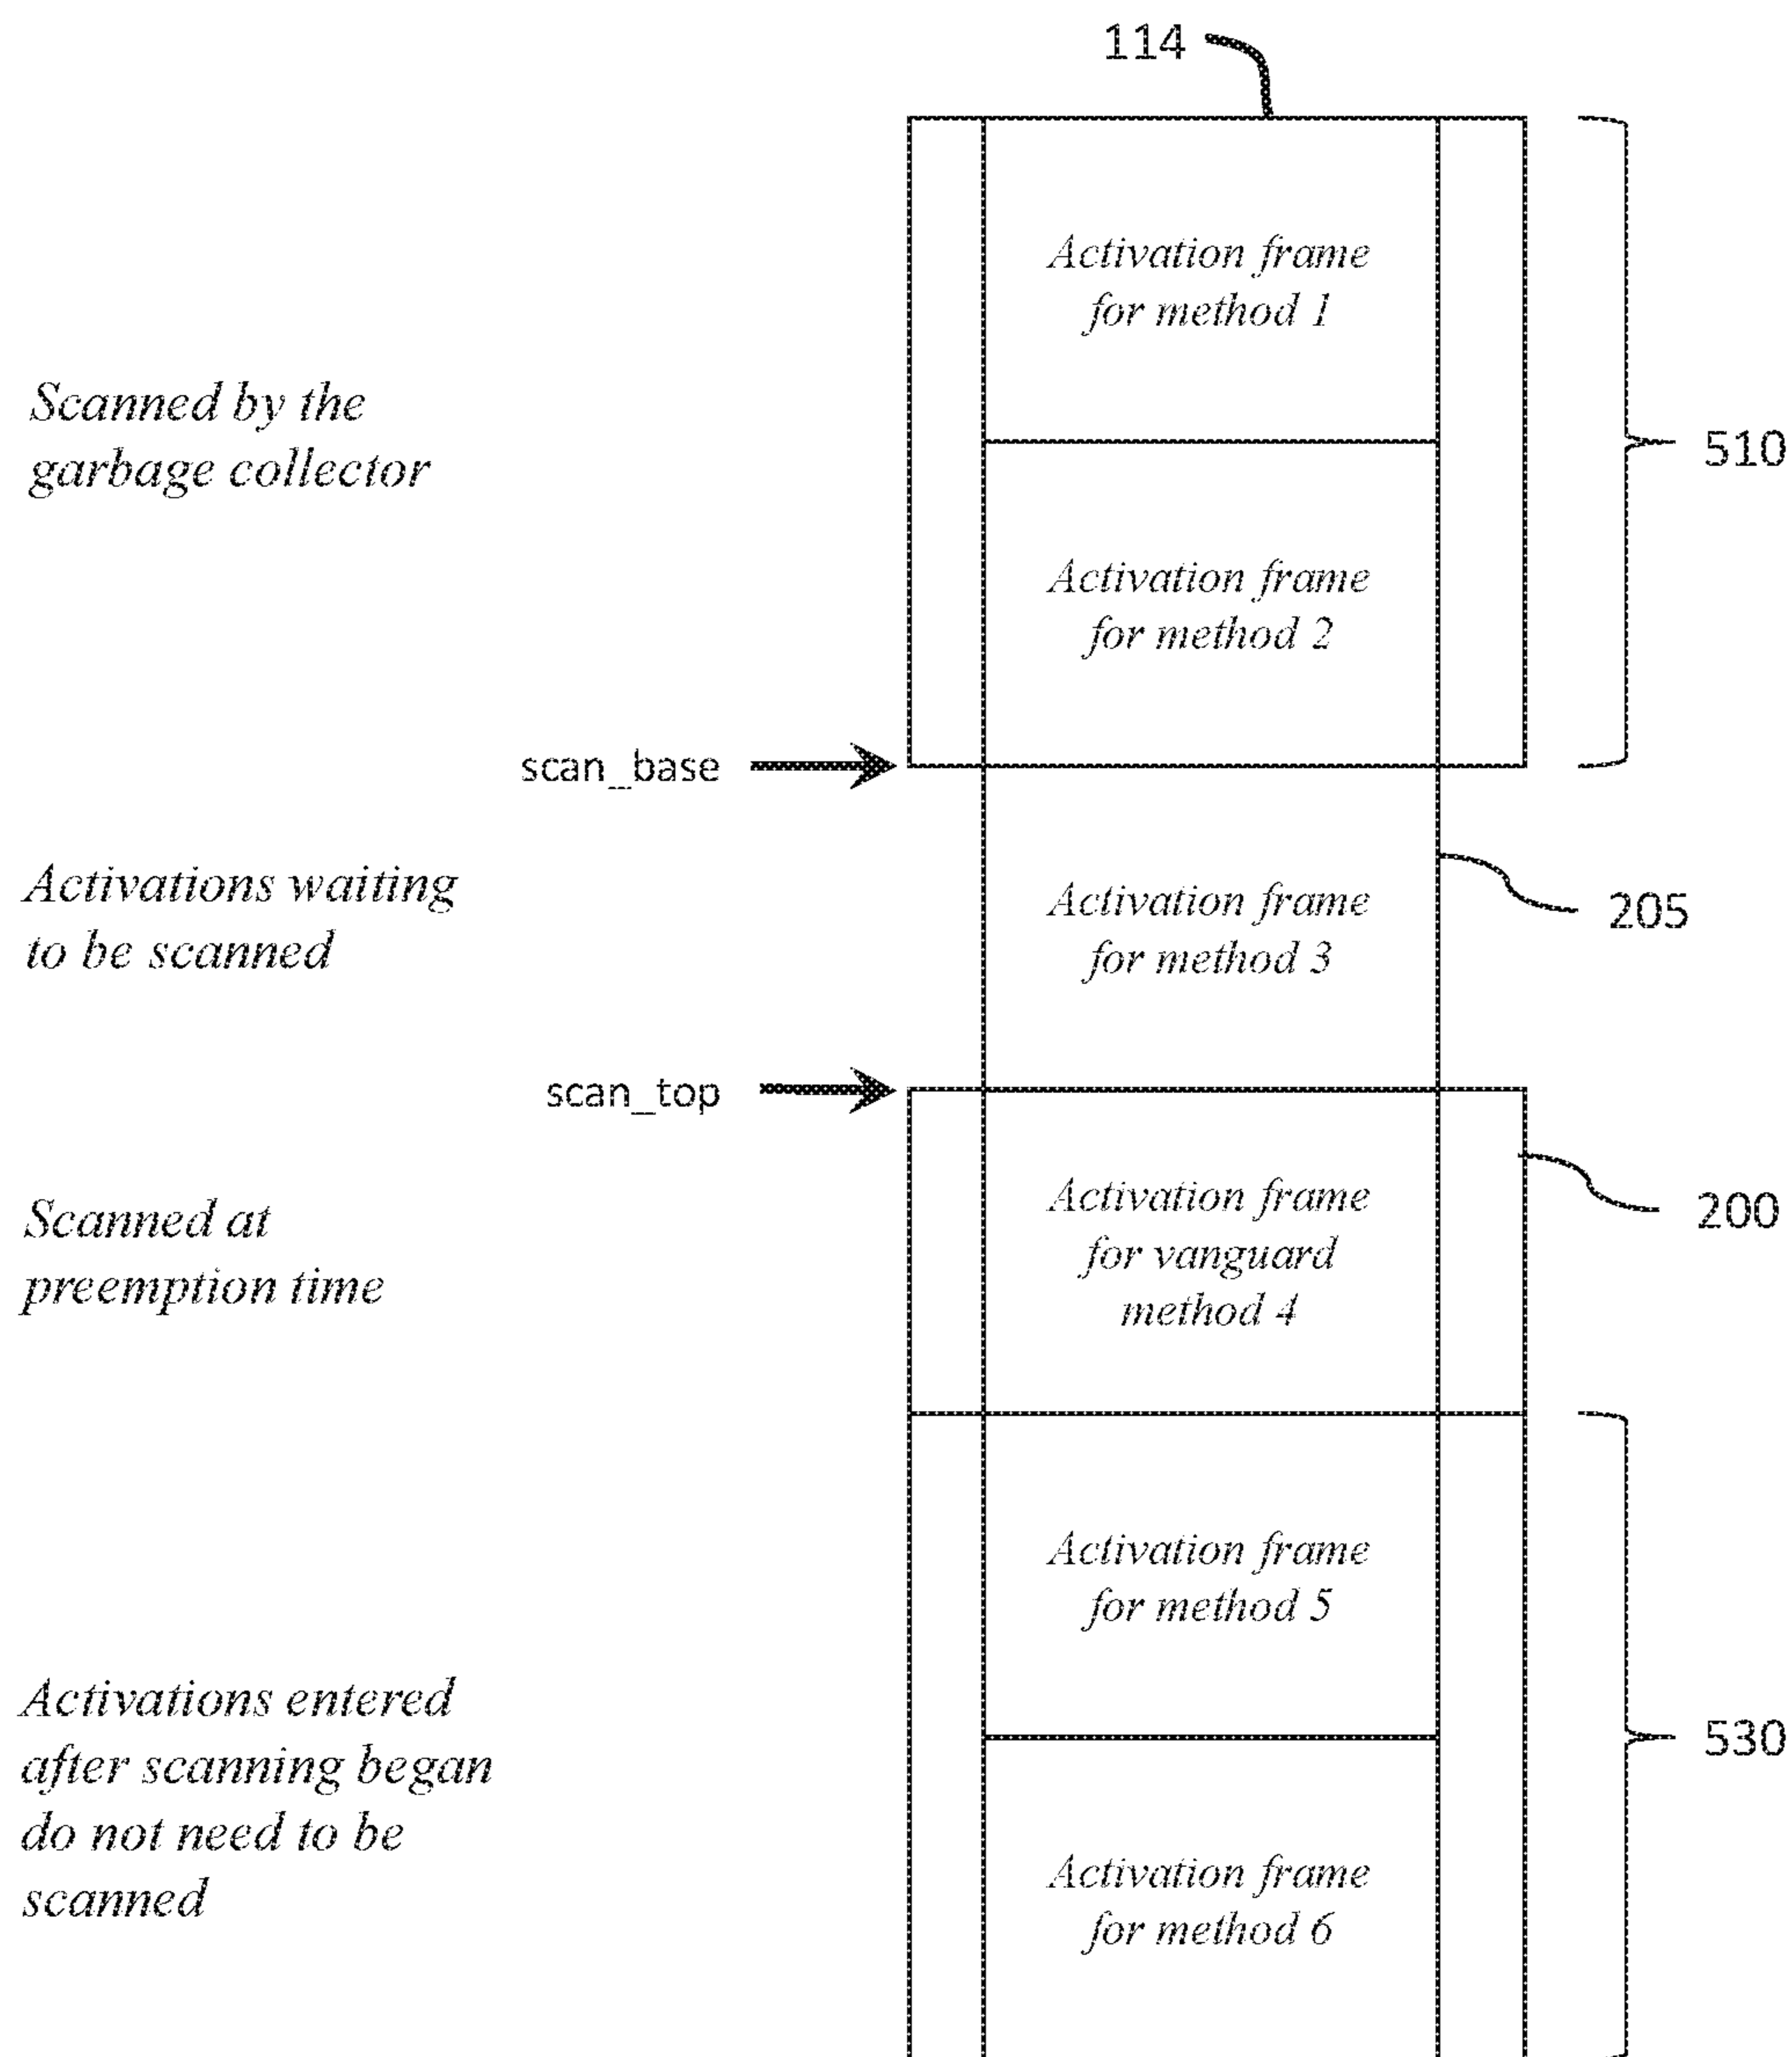 114
Activation frame
for method 1
Scanned by the
garbage collector
510
Activation frame
for method 2
scan_base
Activations waiting
to be scanned
Activation frame
for method 3
205
scan_top
Scanned at
preemption time
Activation frame
for vanguard
method 4
200
Activation frame
for method 5
Activations entered
after scanning began
do not need to be
scanned
530
Activation frame
for method 6